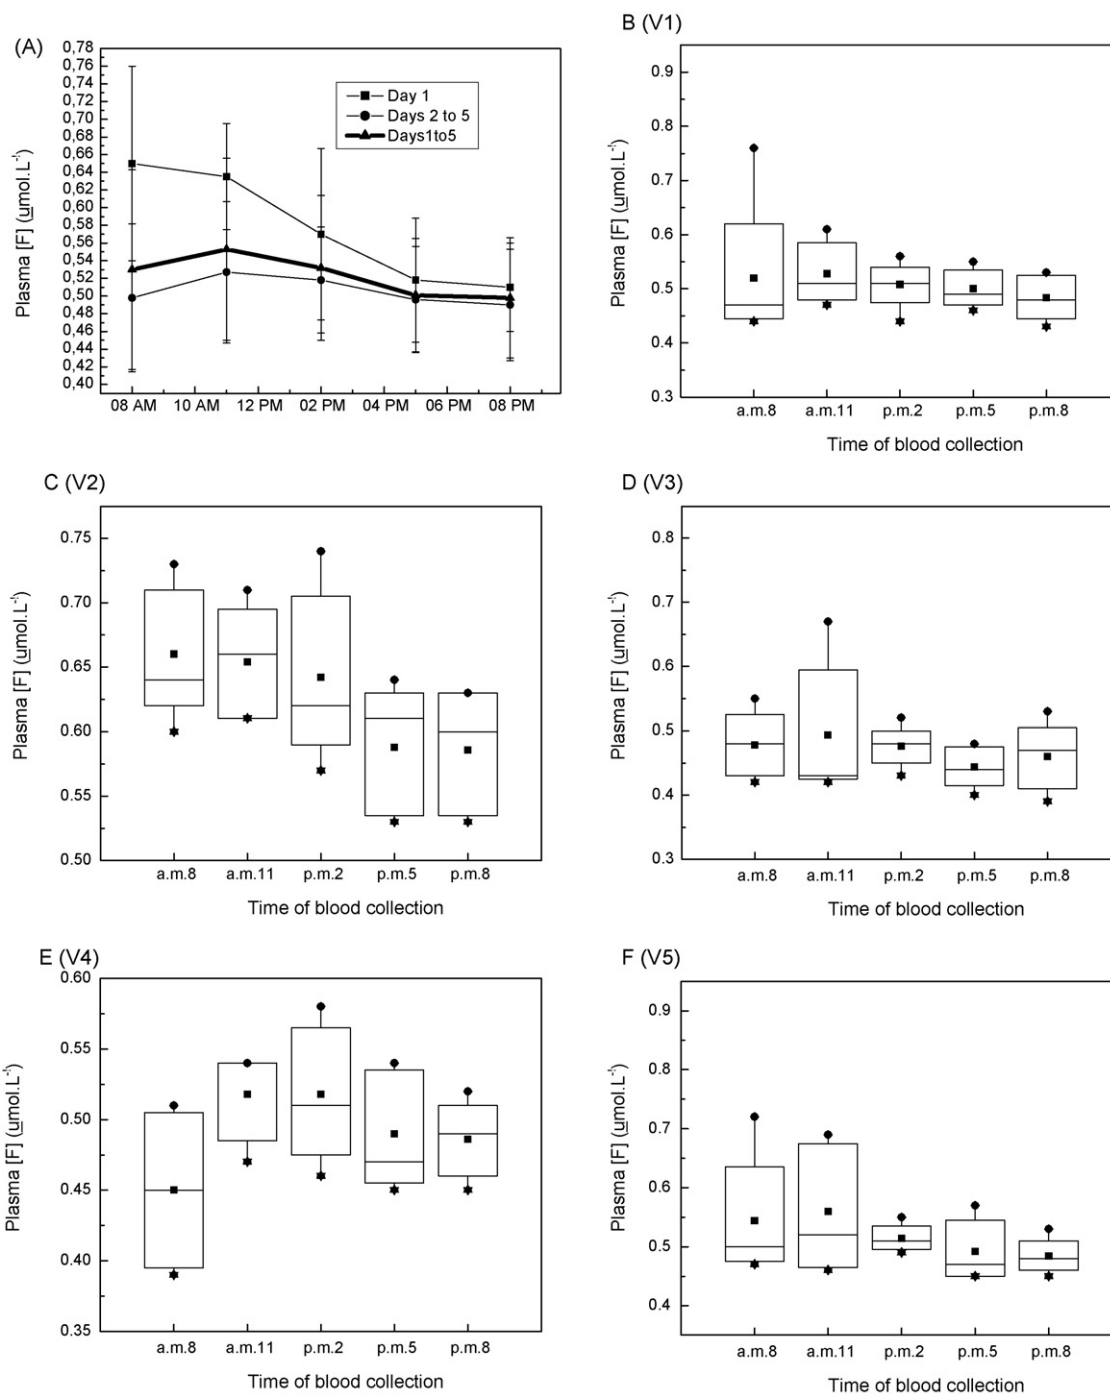 (A)
Plasma [F] (umol.L-1)
0,78
0,76
0,74
0,72
0,70
0,68
0,66
0,64
0,62
0,60
0,58
0,56
0,54
0,52
0,50
0,48
0,46
0,44
0,42
0,40
Day 1
Days 2 to 5
Days1to5
08 AM 10 AM 12 PM 02 PM 04 PM 06 PM 08 PM
B (V1)
Plasma [F] (umol.L-1)
0.9
0.8
0.7
0.6
0.5
0.4
0.3
a.m.8 a.m.11 p.m.2 p.m.5 p.m.8
Time of blood collection
C (V2)
Plasma [F] (umol.L-1)
0.75
0.70
0.65
0.60
0.55
0.50
a.m.8 a.m.11 p.m.2 p.m.5 p.m.8
Time of blood collection
D (V3)
Plasma [F] (umol.L-1)
0.8
0.7
0.6
0.5
0.4
0.3
a.m.8 a.m.11 p.m.2 p.m.5 p.m.8
Time of blood collection
E (V4)
Plasma [F] (umol.L-1)
0.60
0.55
0.50
0.45
0.40
0.35
a.m.8 a.m.11 p.m.2 p.m.5 p.m.8
Time of blood collection
F (V5)
Plasma [F] (umol.L-1)
0.9
0.8
0.7
0.6
0.5
0.4
a.m.8 a.m.11 p.m.2 p.m.5 p.m.8
Time of blood collection